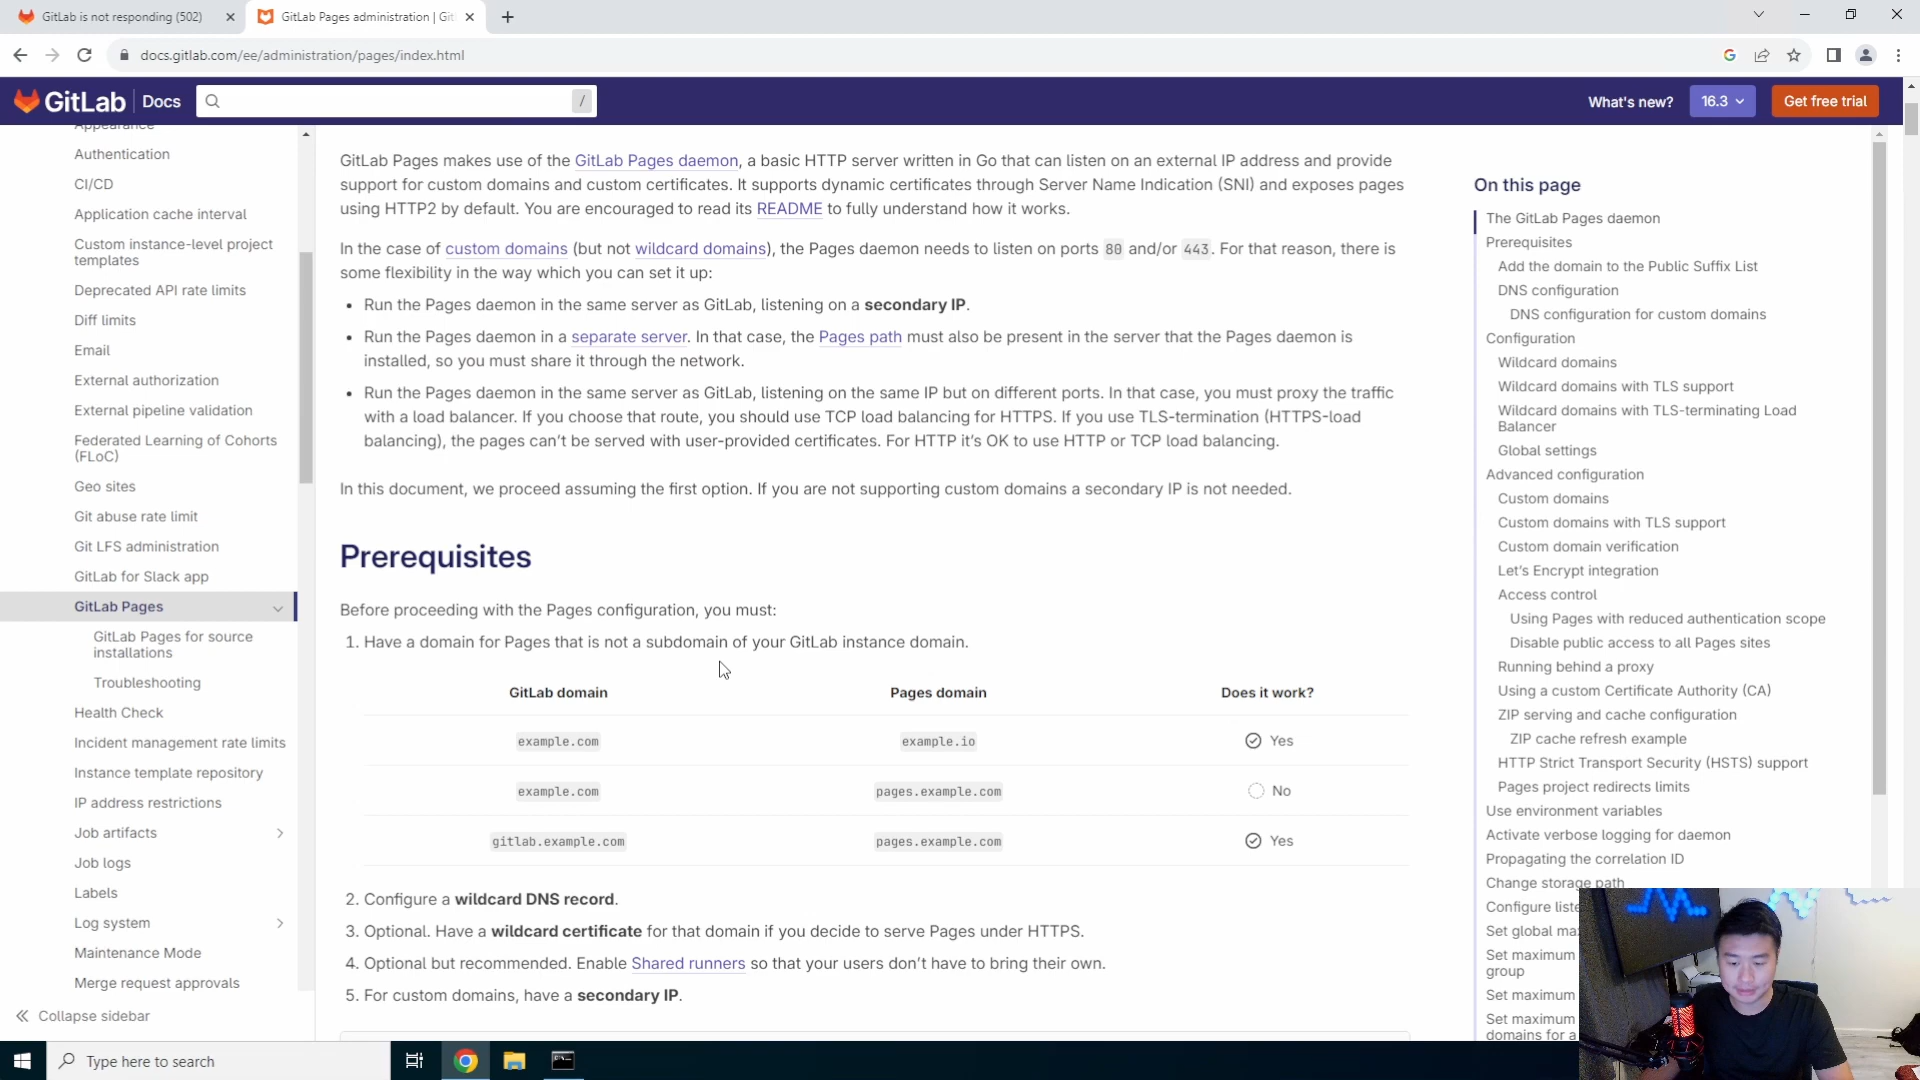 GitLab is not responding (502)
GitLab Pages administration | Git
docs.gitlab.com/ee/administration/pages/index.html
GitLab Docs
/
What's new?
16.3
Get free trial
Appearance
Authentication
CI/CD
Application cache interval
Custom instance-level project
templates
Deprecated API rate limits
Diff limits
Email
External authorization
External pipeline validation
Federated Learning of Cohorts
(FLoC)
Geo sites
Git abuse rate limit
Git LFS administration
GitLab for Slack app
GitLab Pages
GitLab Pages for source
installations
Troubleshooting
Health Check
Incident management rate limits
Instance template repository
IP address restrictions
Job artifacts
Job logs
Labels
Log system
Maintenance Mode
Merge request approvals
Collapse sidebar
GitLab Pages makes use of the GitLab Pages daemon, a basic HTTP server written in Go that can listen on an external IP address and provide
support for custom domains and custom certificates. It supports dynamic certificates through Server Name Indication (SNI) and exposes pages
using HTTP2 by default. You are encouraged to read its README to fully understand how it works.
In the case of custom domains (but not wildcard domains), the Pages daemon needs to listen on ports 80 and/or 443. For that reason, there is
some flexibility in the way which you can set it up:
• Run the Pages daemon in the same server as GitLab, listening on a secondary IP.
• Run the Pages daemon in a separate server. In that case, the Pages path must also be present in the server that the Pages daemon is
installed, so you must share it through the network.
• Run the Pages daemon in the same server as GitLab, listening on the same IP but on different ports. In that case, you must proxy the traffic
with a load balancer. If you choose that route, you should use TCP load balancing for HTTPS. If you use TLS-termination (HTTPS-load
balancing), the pages can't be served with user-provided certificates. For HTTP it's OK to use HTTP or TCP load balancing.
In this document, we proceed assuming the first option. If you are not supporting custom domains a secondary IP is not needed.
Prerequisites
Before proceeding with the Pages configuration, you must:
1. Have a domain for Pages that is not a subdomain of your GitLab instance domain.
GitLab domain Pages domain Does it work?
example.com example.io Yes
example.com pages.example.com No
gitlab.example.com pages.example.com Yes
2. Configure a wildcard DNS record.
3. Optional. Have a wildcard certificate for that domain if you decide to serve Pages under HTTPS.
4. Optional but recommended. Enable Shared runners so that your users don't have to bring their own.
5. For custom domains, have a secondary IP.
On this page
The GitLab Pages daemon
Prerequisites
Add the domain to the Public Suffix List
DNS configuration
DNS configuration for custom domains
Configuration
Wildcard domains
Wildcard domains with TLS support
Wildcard domains with TLS-terminating Load
Balancer
Global settings
Advanced configuration
Custom domains
Custom domains with TLS support
Custom domain verification
Let's Encrypt integration
Access control
Using Pages with reduced authentication scope
Disable public access to all Pages sites
Running behind a proxy
Using a custom Certificate Authority (CA)
ZIP serving and cache configuration
ZIP cache refresh example
HTTP Strict Transport Security (HSTS) support
Pages project redirects limits
Use environment variables
Activate verbose logging for daemon
Propagating the correlation ID
Change storage path
Configure liste
Set global ma
Set maximum
group
Set maximum
Set maximum
domains for a
Type here to search